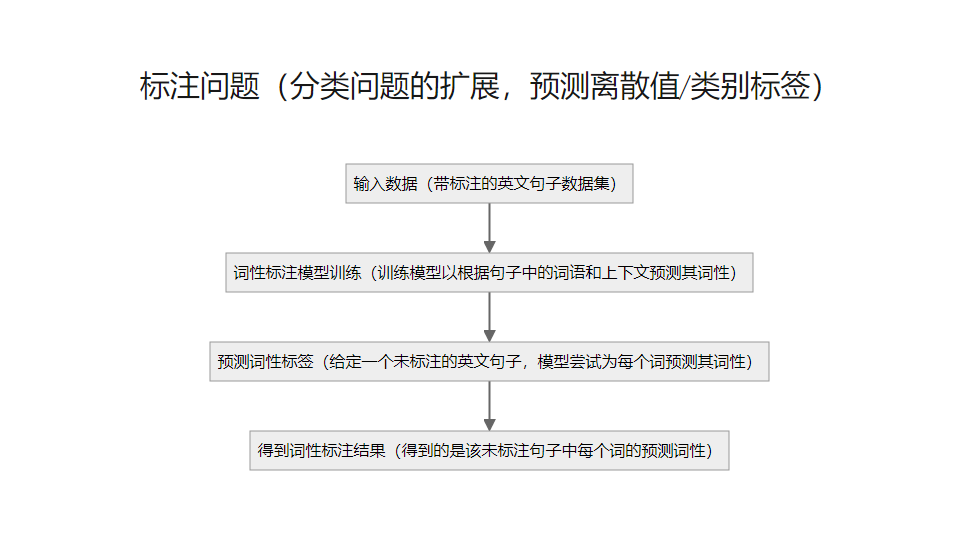 标注问题（分类问题的扩展，预测离散值/类别标签）
输入数据（带标注的英文句子数据集）
词性标注模型训练（训练模型以根据句子中的词语和上下文预测其词性）
预测词性标签（给定一个未标注的英文句子，模型尝试为每个词预测其词性）
得到词性标注结果（得到的是该未标注句子中每个词的预测词性）